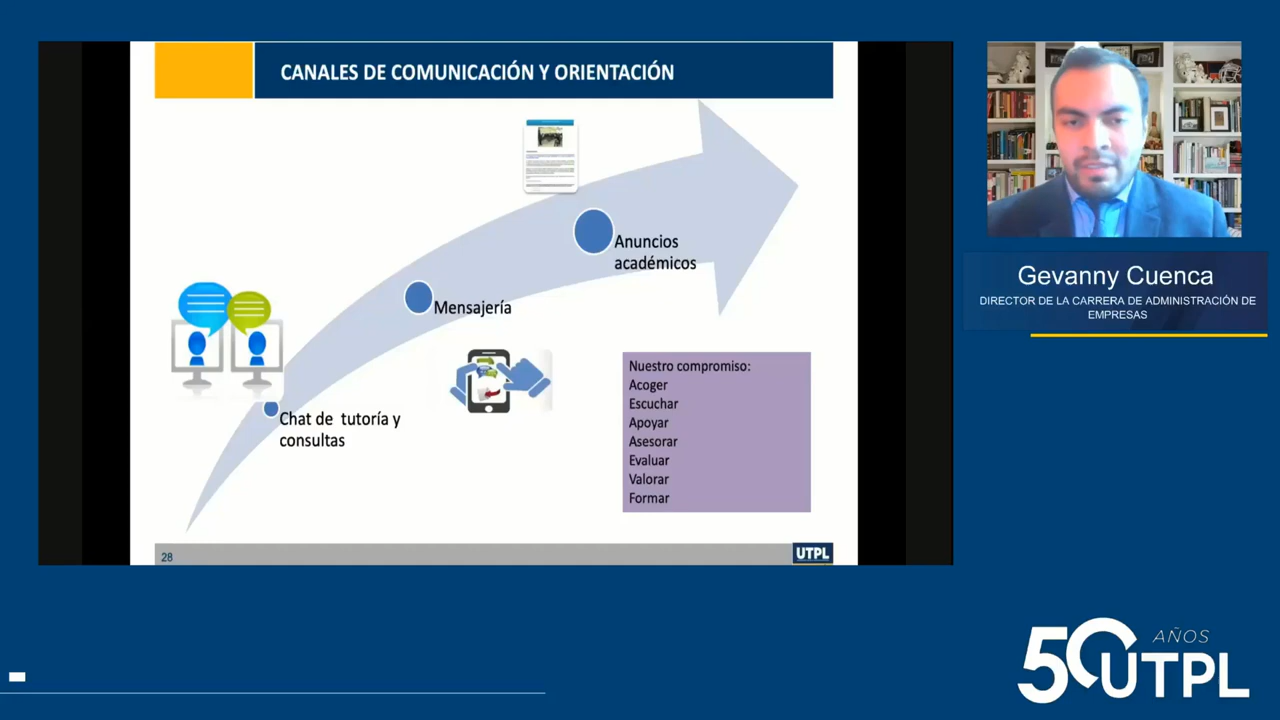 CANALES DE COMUNICACIÓN Y ORIENTACIÓN
Anuncios
académicos
Mensajería
Chat de tutoría y
consultas
Nuestro compromiso:
Acoger
Escuchar
Apoyar
Asesorar
Evaluar
Valorar
Formar
28
UTPL
Gevanny Cuenca
DIRECTOR DE LA CARRERA DE ADMINISTRACIÓN DE
EMPRESAS
50 AÑOS
UTPL